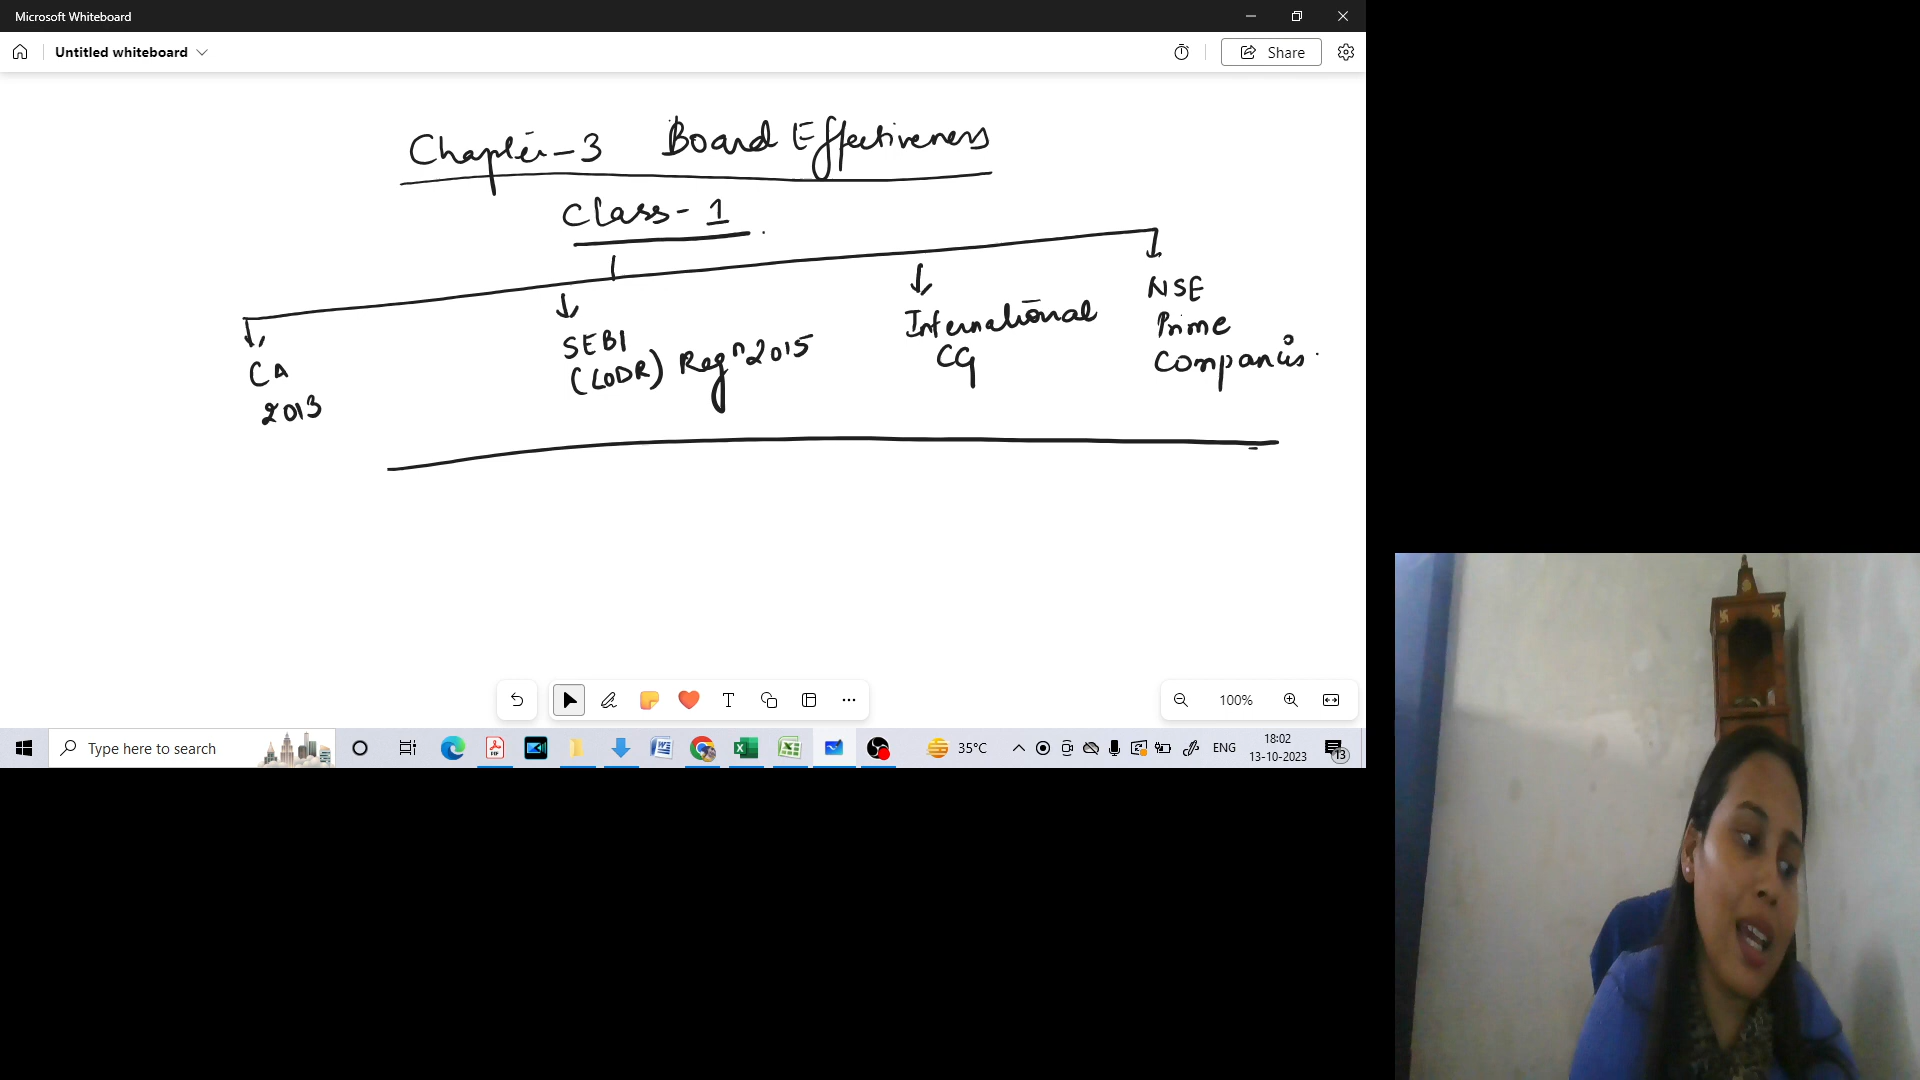 Microsoft Whiteboard
Untitled whiteboard
Share
Chapter-3 Board Effectiveness
Class-1
CA
2013
SEBI
(LODR) Regn 2015
International
CG
NSE
Prime
Companies.
100%
Type here to search
35°C
ENG
18:02
13-10-2023
13